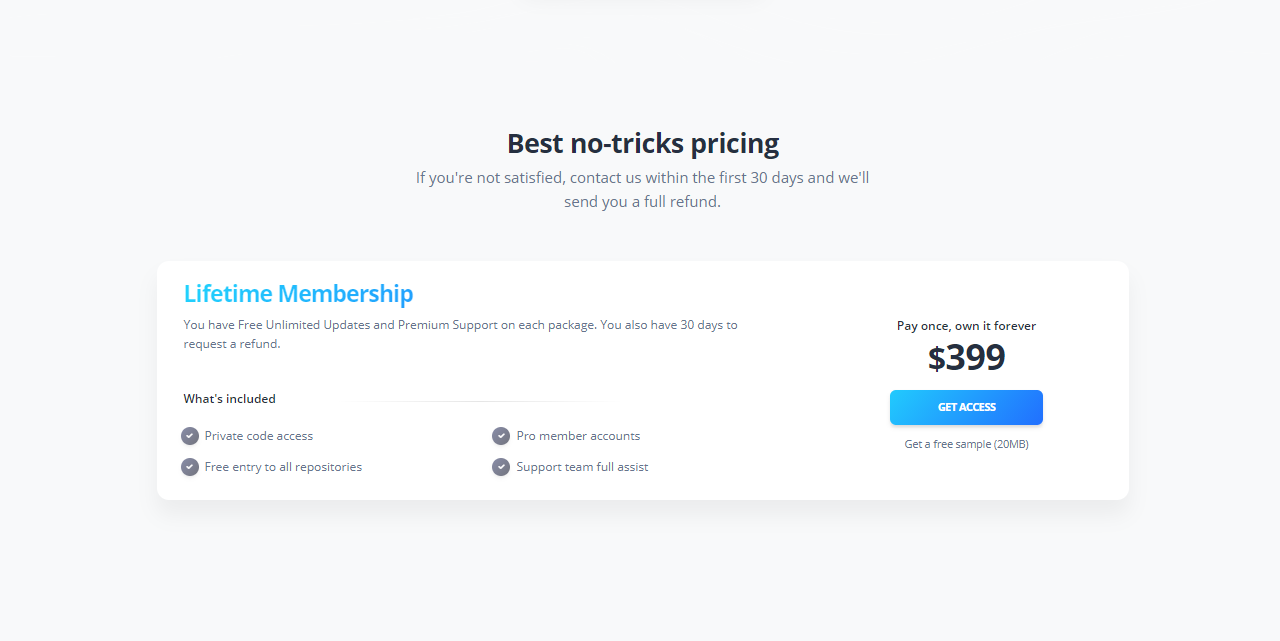 Best no-tricks pricing
If you're not satisfied, contact us within the first 30 days and we'll
send you a full refund.
Lifetime Membership
You have Free Unlimited Updates and Premium Support on each package. You also have 30 days to
request a refund.
What's included
Private code access
Pro member accounts
Free entry to all repositories
Support team full assist
Pay once, own it forever
$399
GET ACCESS
Get a free sample (20MB)